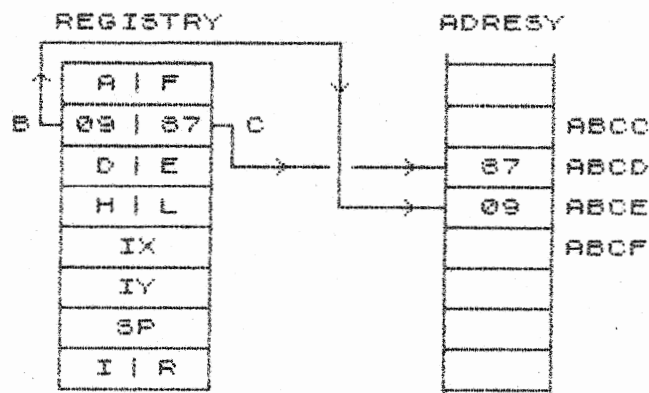 REGISTRY ADRESY
A | F
B 09 | 87 C ABCC
D | E 87 ABCD
H | L 09 ABCE
IX ABCF
IY
SP
I | R